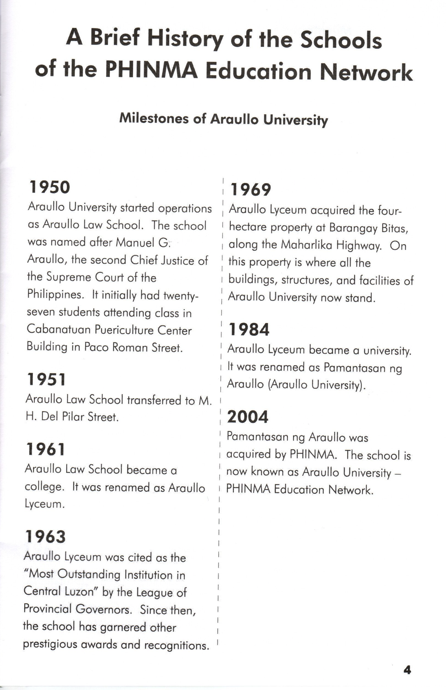 A Brief History of the Schools
of the PHINMA Education Network
Milestones of Araullo University
1950
Araullo University started operations
as Araullo Law School. The school
was named after Manuel G.
Araullo, the second Chief Justice of
the Supreme Court of the
Philippines. It initially had twenty-
seven students attending class in
Cabanatuan Puericulture Center
Building in Paco Roman Street.
1951
Araullo Law School transferred to M.
H. Del Pilar Street.
1961
Araullo Law School became a
college. It was renamed as Araullo
Lyceum.
1963
Araullo Lyceum was cited as the
"Most Outstanding Institution in
Central Luzon" by the League of
Provincial Governors. Since then,
the school has garnered other
prestigious awards and recognitions.
1969
Araullo Lyceum acquired the four-
hectare property at Barangay Bitas,
along the Maharlika Highway. On
this property is where all the
buildings, structures, and facilities of
Araullo University now stand.
1984
Araullo Lyceum became a university.
It was renamed as Pamantasan ng
Araullo (Araullo University).
2004
Pamantasan ng Araullo was
acquired by PHINMA. The school is
now known as Araullo University –
PHINMA Education Network.
4